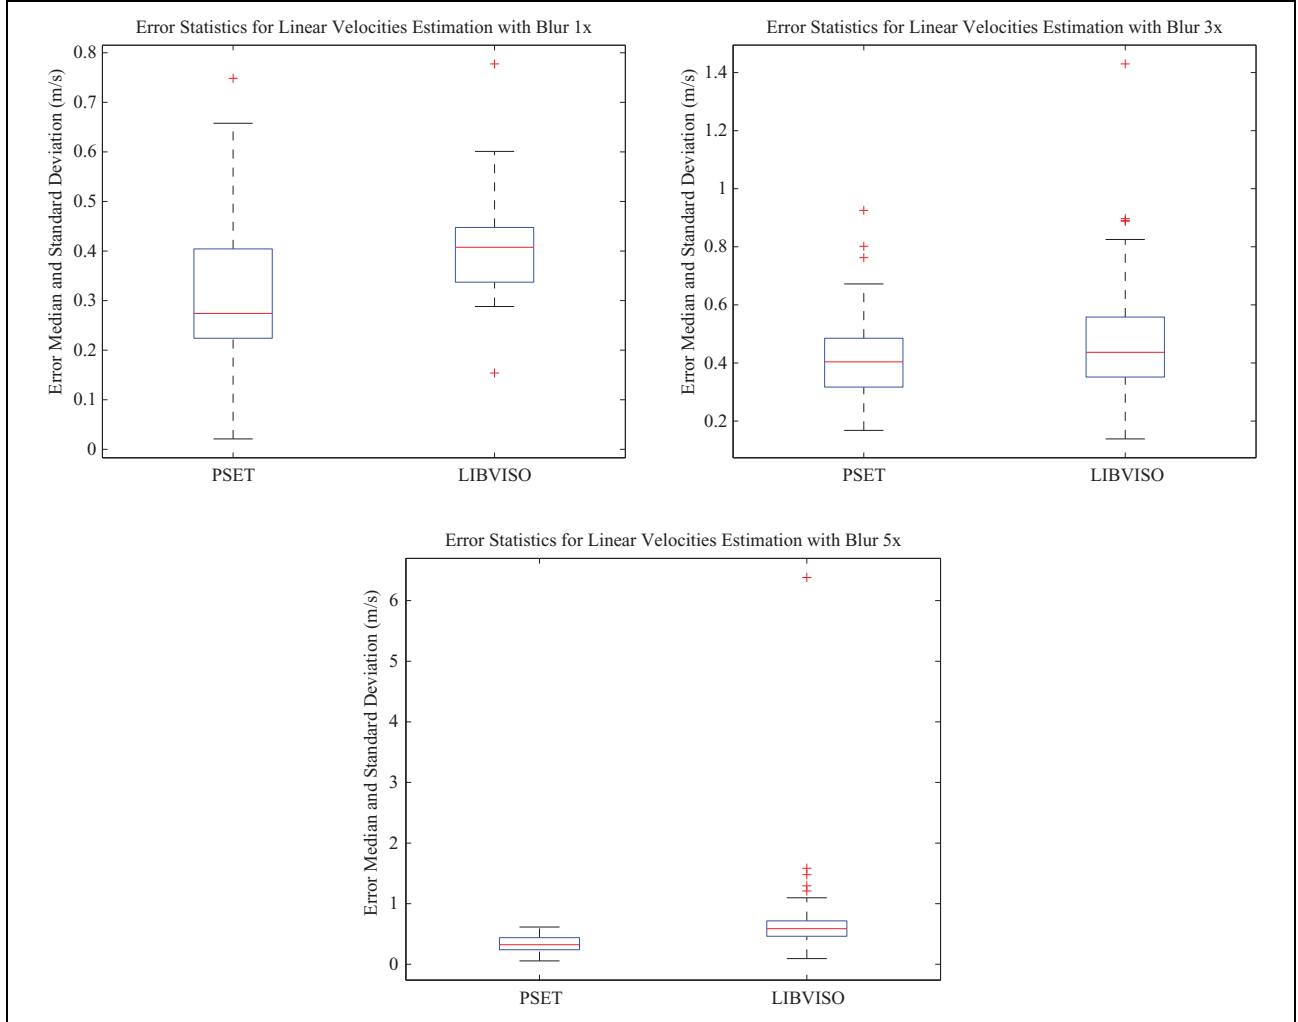 Error Statistics for Linear Velocities Estimation with Blur 1x
Error Median and Standard Deviation (m/s)
0.8
0.7
0.6
0.5
0.4
0.3
0.2
0.1
0
PSET LIBVISO
Error Statistics for Linear Velocities Estimation with Blur 3x
Error Median and Standard Deviation (m/s)
1.4
1.2
1
0.8
0.6
0.4
0.2
PSET LIBVISO
Error Statistics for Linear Velocities Estimation with Blur 5x
Error Median and Standard Deviation (m/s)
6
5
4
3
2
1
0
PSET LIBVISO